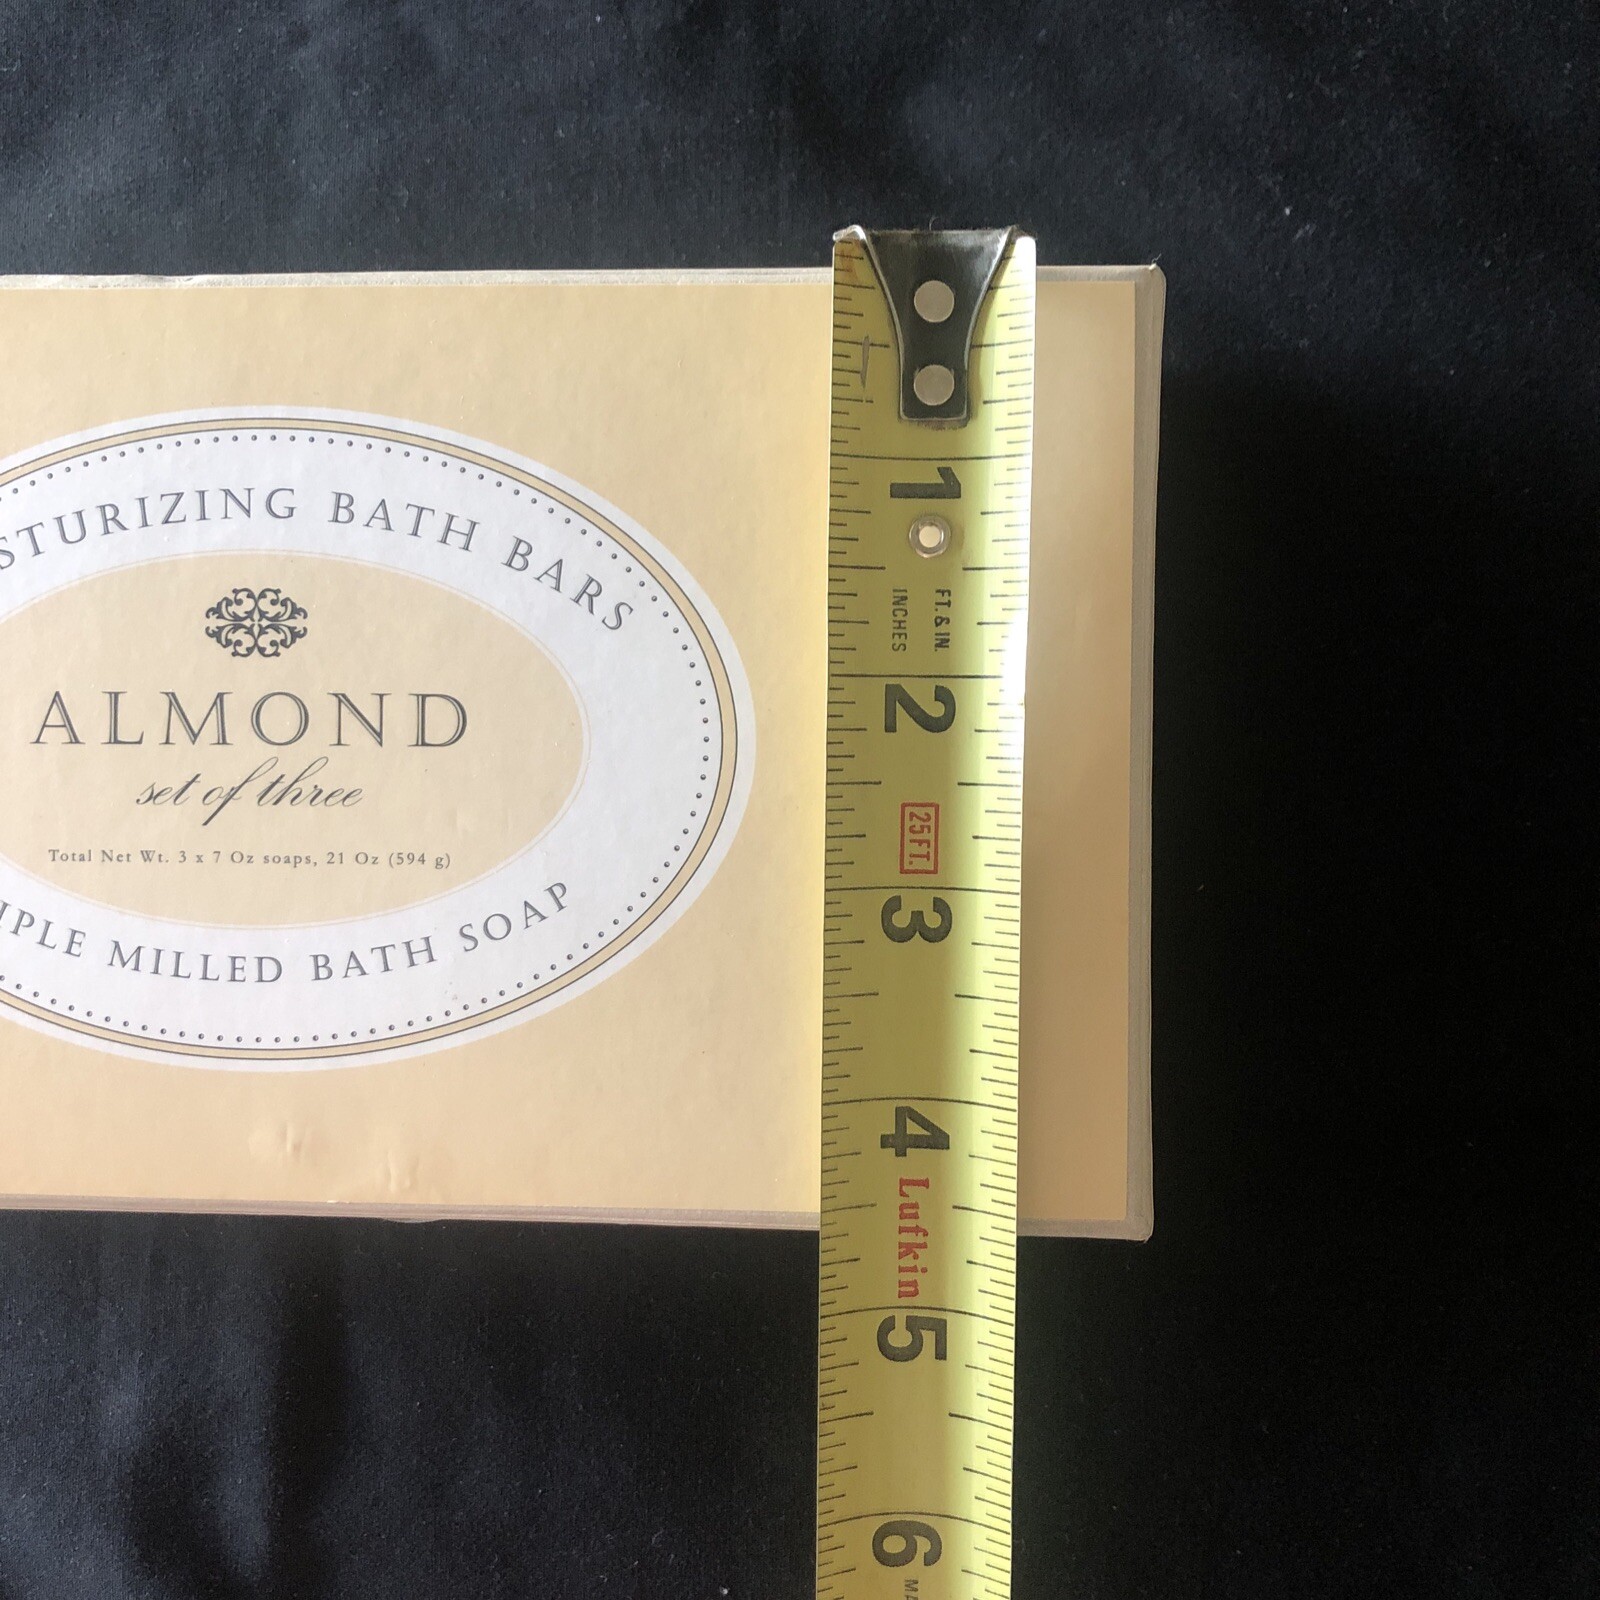 STURIZING BATH BARS
ALMOND
set of three
Total Net Wt. 3 x 7 Oz soaps, 21 Oz (594 g)
IPLE MILLED BATH SOAP
1
FT. & IN.
INCHES
2
25FT.
3
4
Lufkin
5
6
MA